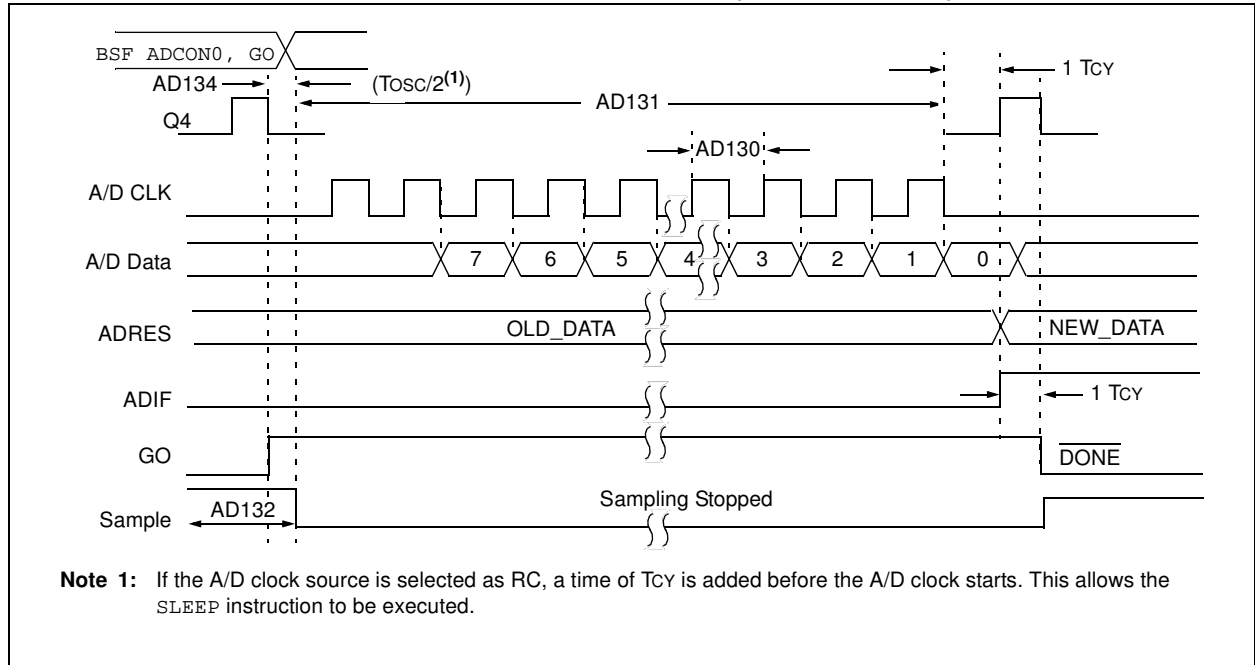 BSF ADCON0, GO
AD134
(TOSC/2(1))
1 TCY
AD131
Q4
AD130
A/D CLK
A/D Data
7 6 5 4 3 2 1 0
ADRES
OLD_DATA
NEW_DATA
ADIF
1 TCY
GO
DONE
AD132
Sampling Stopped
Sample
Note 1: If the A/D clock source is selected as RC, a time of TCY is added before the A/D clock starts. This allows the
SLEEP instruction to be executed.